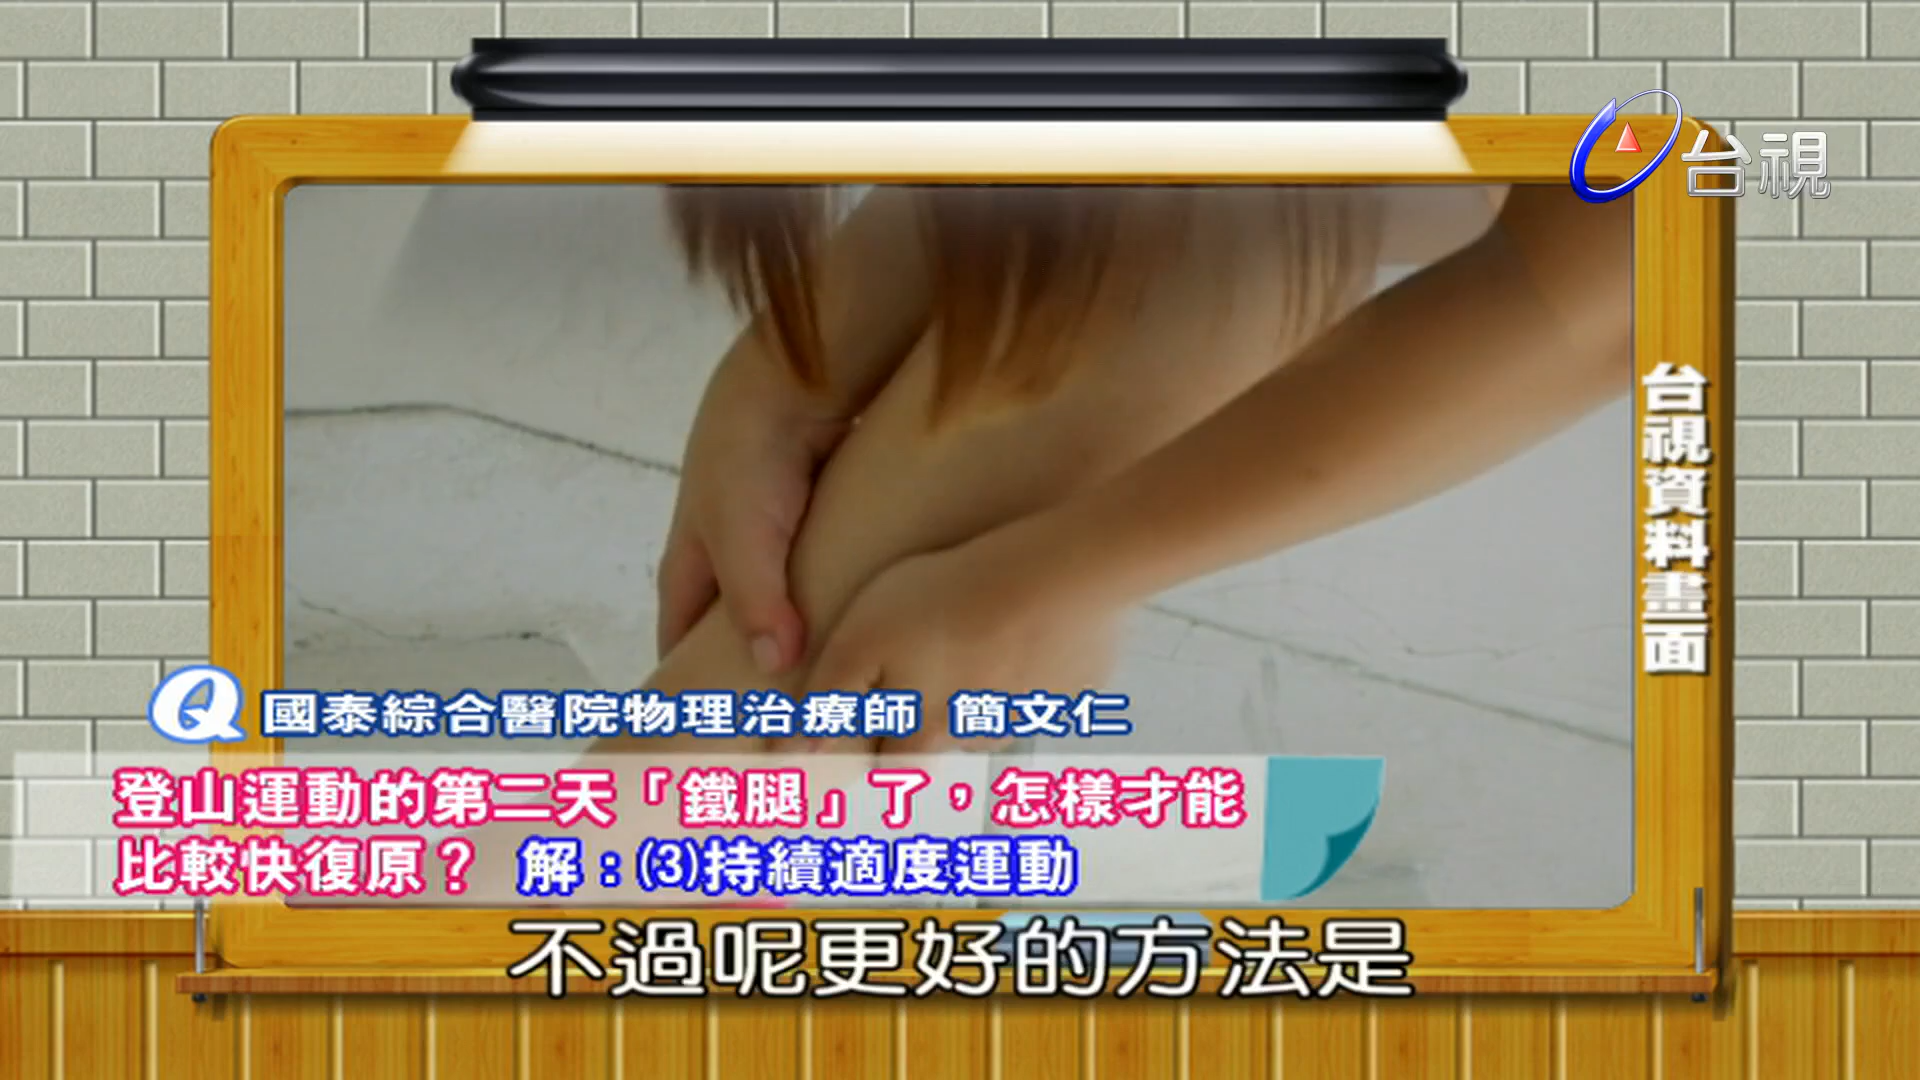 台視
台視資料畫面
Q 國泰綜合醫院物理治療師 簡文仁
登山運動的第二天「鐵腿」了，怎樣才能
比較快復原？ 解：(3)持續適度運動
不過呢更好的方法是